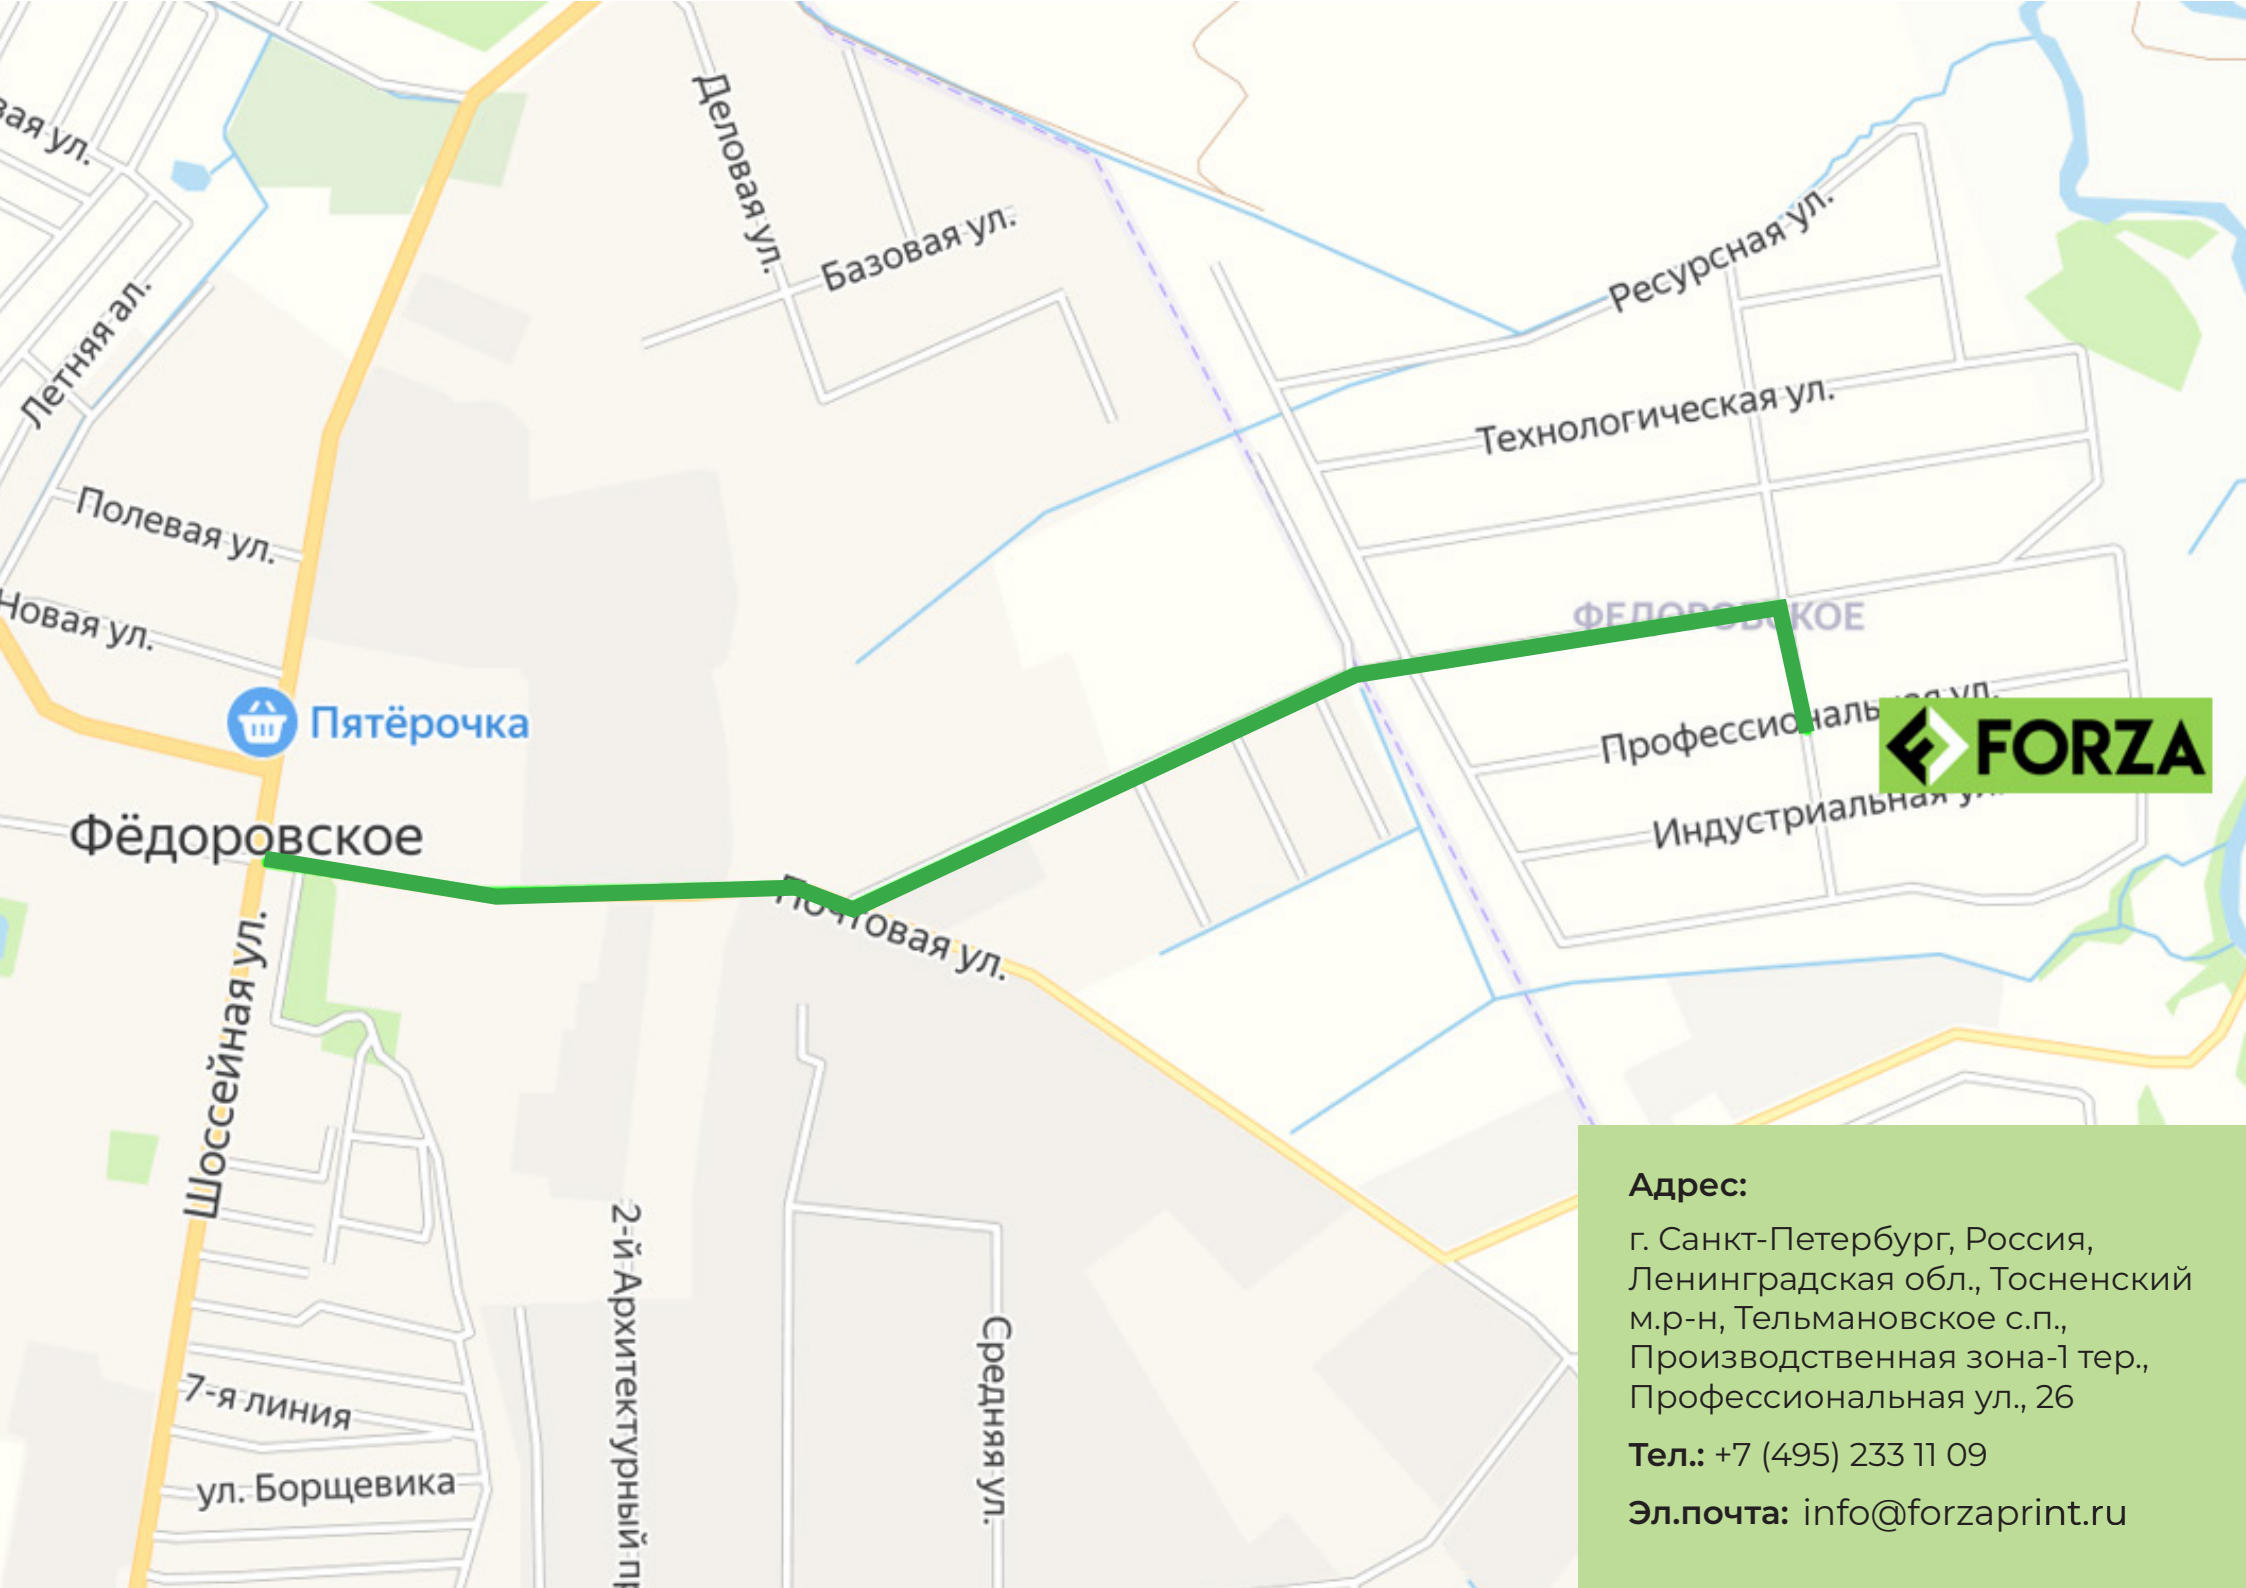 вая ул.
Деловая ул.
Базовая ул.
Ресурсная ул.
Летняя ал.
Технологическая ул.
Полевая ул.
Новая ул.
ФЕДОРОВСКОЕ
Пятёрочка
Профессиональная ул.
FORZA
Индустриальная ул.
Фёдоровское
Почтовая ул.
Шоссейная ул.
2-й Архитектурный пр
Средняя ул.
7-я линия
ул. Борщевика
Адрес:
г. Санкт-Петербург, Россия,
Ленинградская обл., Тосненский
м.р-н, Тельмановское с.п.,
Производственная зона-1 тер.,
Профессиональная ул., 26
Тел.: +7 (495) 233 11 09
Эл.почта: info@forzaprint.ru